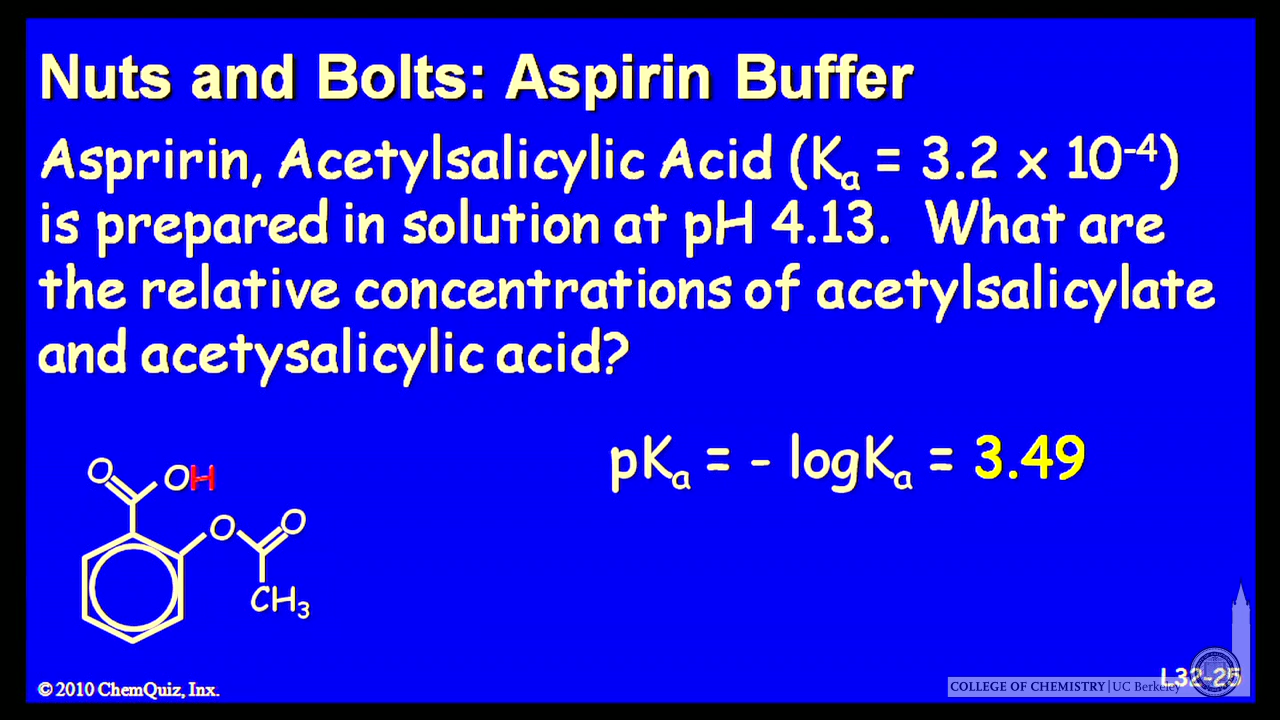 Nuts and Bolts: Aspirin Buffer
Aspririn, Acetylsalicylic Acid (Kₐ = 3.2 x 10⁻⁴)
is prepared in solution at pH 4.13. What are
the relative concentrations of acetylsalicylate
and acetysalicylic acid?
pKₐ = - logKₐ = 3.49
O
OH
O
O
CH₃
© 2010 ChemQuiz, Inx.
L32-25
COLLEGE OF CHEMISTRY | UC Berkeley